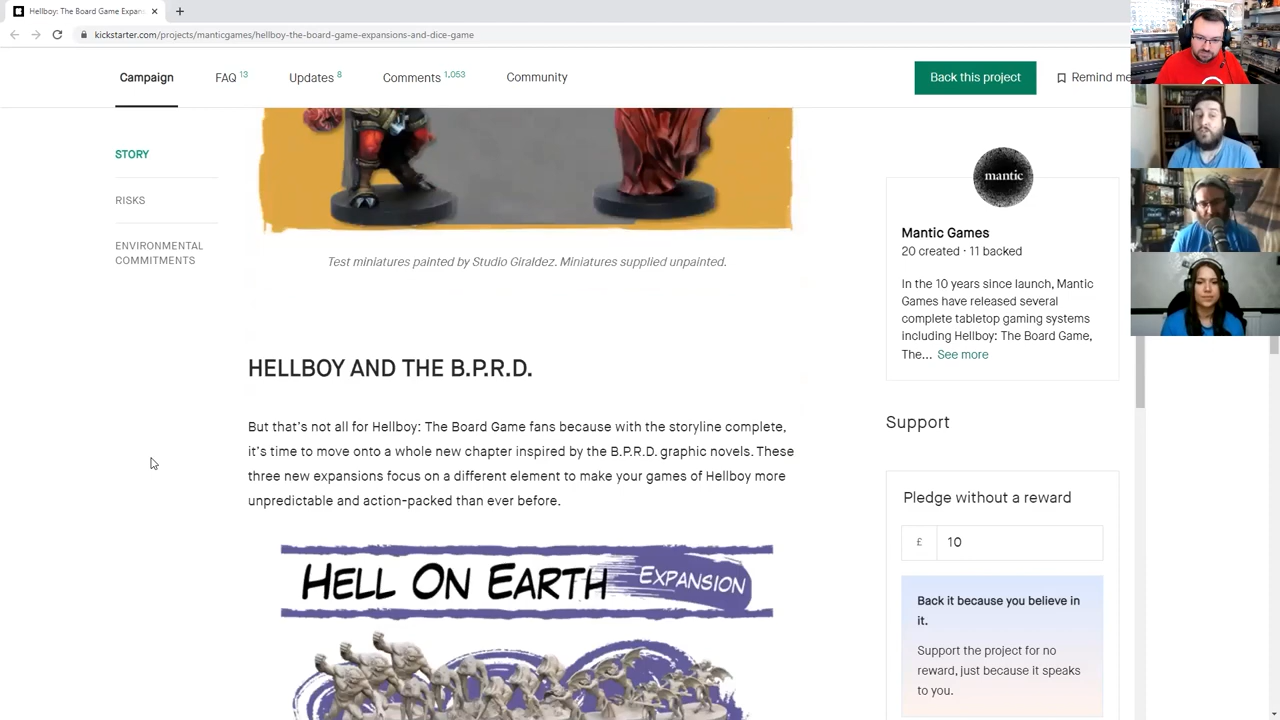 Hellboy: The Board Game Expans
kickstarter.com/projects/manticgames/hellboy-the-board-game-expansions-and-
Campaign
FAQ 13
Updates 8
Comments 1,053
Community
Back this project
Remind me
STORY
RISKS
ENVIRONMENTAL
COMMITMENTS
Test miniatures painted by Studio Giraldez. Miniatures supplied unpainted.
HELLBOY AND THE B.P.R.D.
But that's not all for Hellboy: The Board Game fans because with the storyline complete,
it's time to move onto a whole new chapter inspired by the B.P.R.D. graphic novels. These
three new expansions focus on a different element to make your games of Hellboy more
unpredictable and action-packed than ever before.
HELL ON EARTH EXPANSION
mantic
Mantic Games
20 created · 11 backed
In the 10 years since launch, Mantic
Games have released several
complete tabletop gaming systems
including Hellboy: The Board Game,
The... See more
Support
Pledge without a reward
£ 10
Back it because you believe in
it.
Support the project for no
reward, just because it speaks
to you.